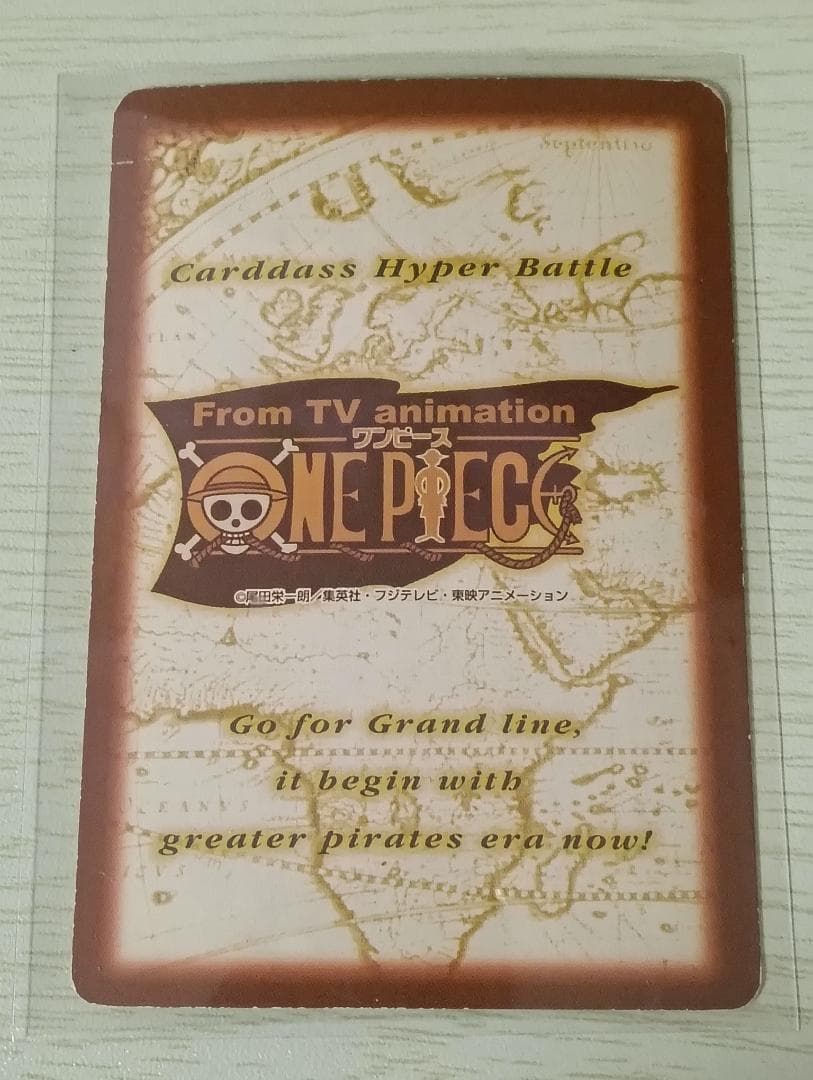 Septentrio
Carddass Hyper Battle
From TV animation
ワンピース
ONE PIECE
©尾田栄一朗／集英社・フジテレビ・東映アニメーション
Go for Grand line,
it begin with
greater pirates era now!